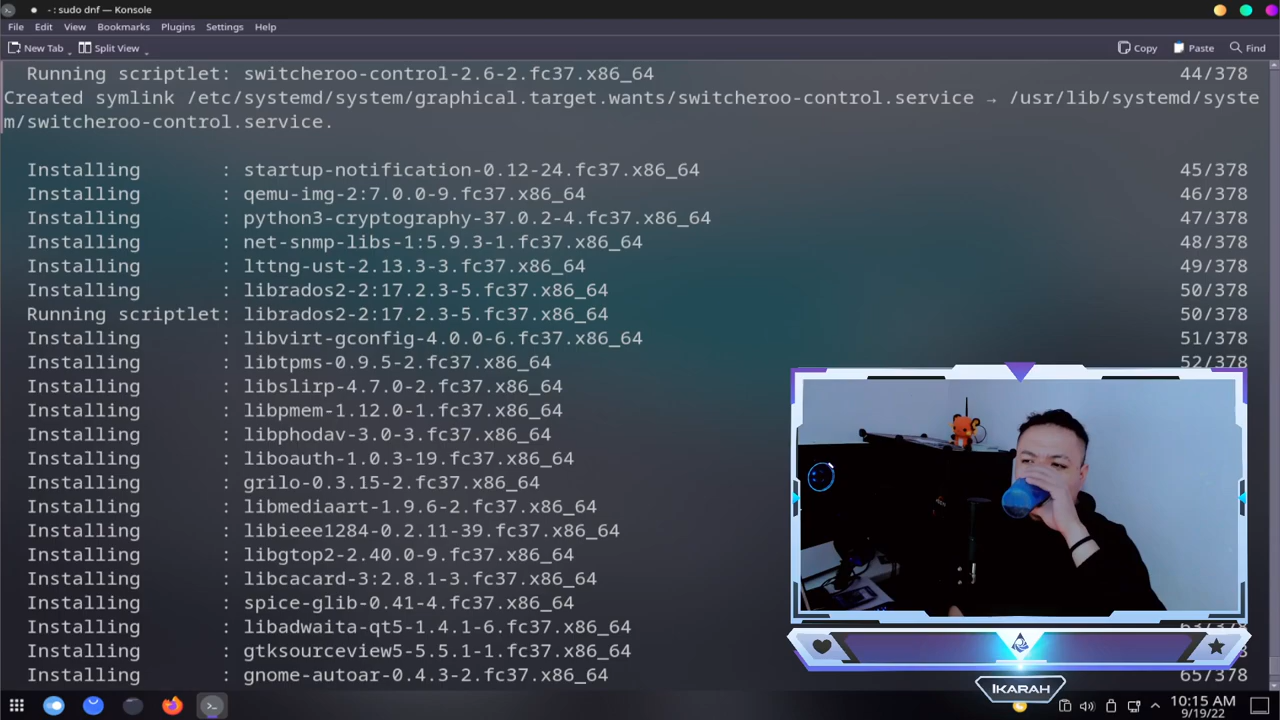 - : sudo dnf — Konsole
File Edit View Bookmarks Plugins Settings Help
New Tab Split View Copy Paste Find
Running scriptlet: switcheroo-control-2.6-2.fc37.x86_64 44/378
Created symlink /etc/systemd/system/graphical.target.wants/switcheroo-control.service → /usr/lib/systemd/syste
m/switcheroo-control.service.
Installing : startup-notification-0.12-24.fc37.x86_64 45/378
Installing : qemu-img-2:7.0.0-9.fc37.x86_64 46/378
Installing : python3-cryptography-37.0.2-4.fc37.x86_64 47/378
Installing : net-snmp-libs-1:5.9.3-1.fc37.x86_64 48/378
Installing : lttng-ust-2.13.3-3.fc37.x86_64 49/378
Installing : librados2-2:17.2.3-5.fc37.x86_64 50/378
Running scriptlet: librados2-2:17.2.3-5.fc37.x86_64 50/378
Installing : libvirt-gconfig-4.0.0-6.fc37.x86_64 51/378
Installing : libtpms-0.9.5-2.fc37.x86_64 52/378
Installing : libslirp-4.7.0-2.fc37.x86_64
Installing : libpmem-1.12.0-1.fc37.x86_64
Installing : libphodav-3.0-3.fc37.x86_64
Installing : liboauth-1.0.3-19.fc37.x86_64
Installing : grilo-0.3.15-2.fc37.x86_64
Installing : libmediaart-1.9.6-2.fc37.x86_64
Installing : libieee1284-0.2.11-39.fc37.x86_64
Installing : libgtop2-2.40.0-9.fc37.x86_64
Installing : libcacard-3:2.8.1-3.fc37.x86_64
Installing : spice-glib-0.41-4.fc37.x86_64
Installing : libadwaita-qt5-1.4.1-6.fc37.x86_64 63/378
Installing : gtksourceview5-5.5.1-1.fc37.x86_64
Installing : gnome-autoar-0.4.3-2.fc37.x86_64 65/378
IKARAH
10:15 AM
9/19/22